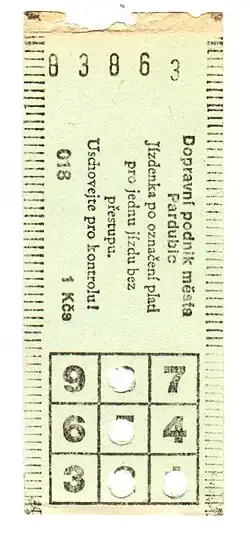 83863
Dopravní podnik města
Pardubic
Jízdenka po označení platí
pro jednu jízdu bez
přestupu.
Uschovejte pro kontrolu!
018 1 Kčs
7 4
9 6 3